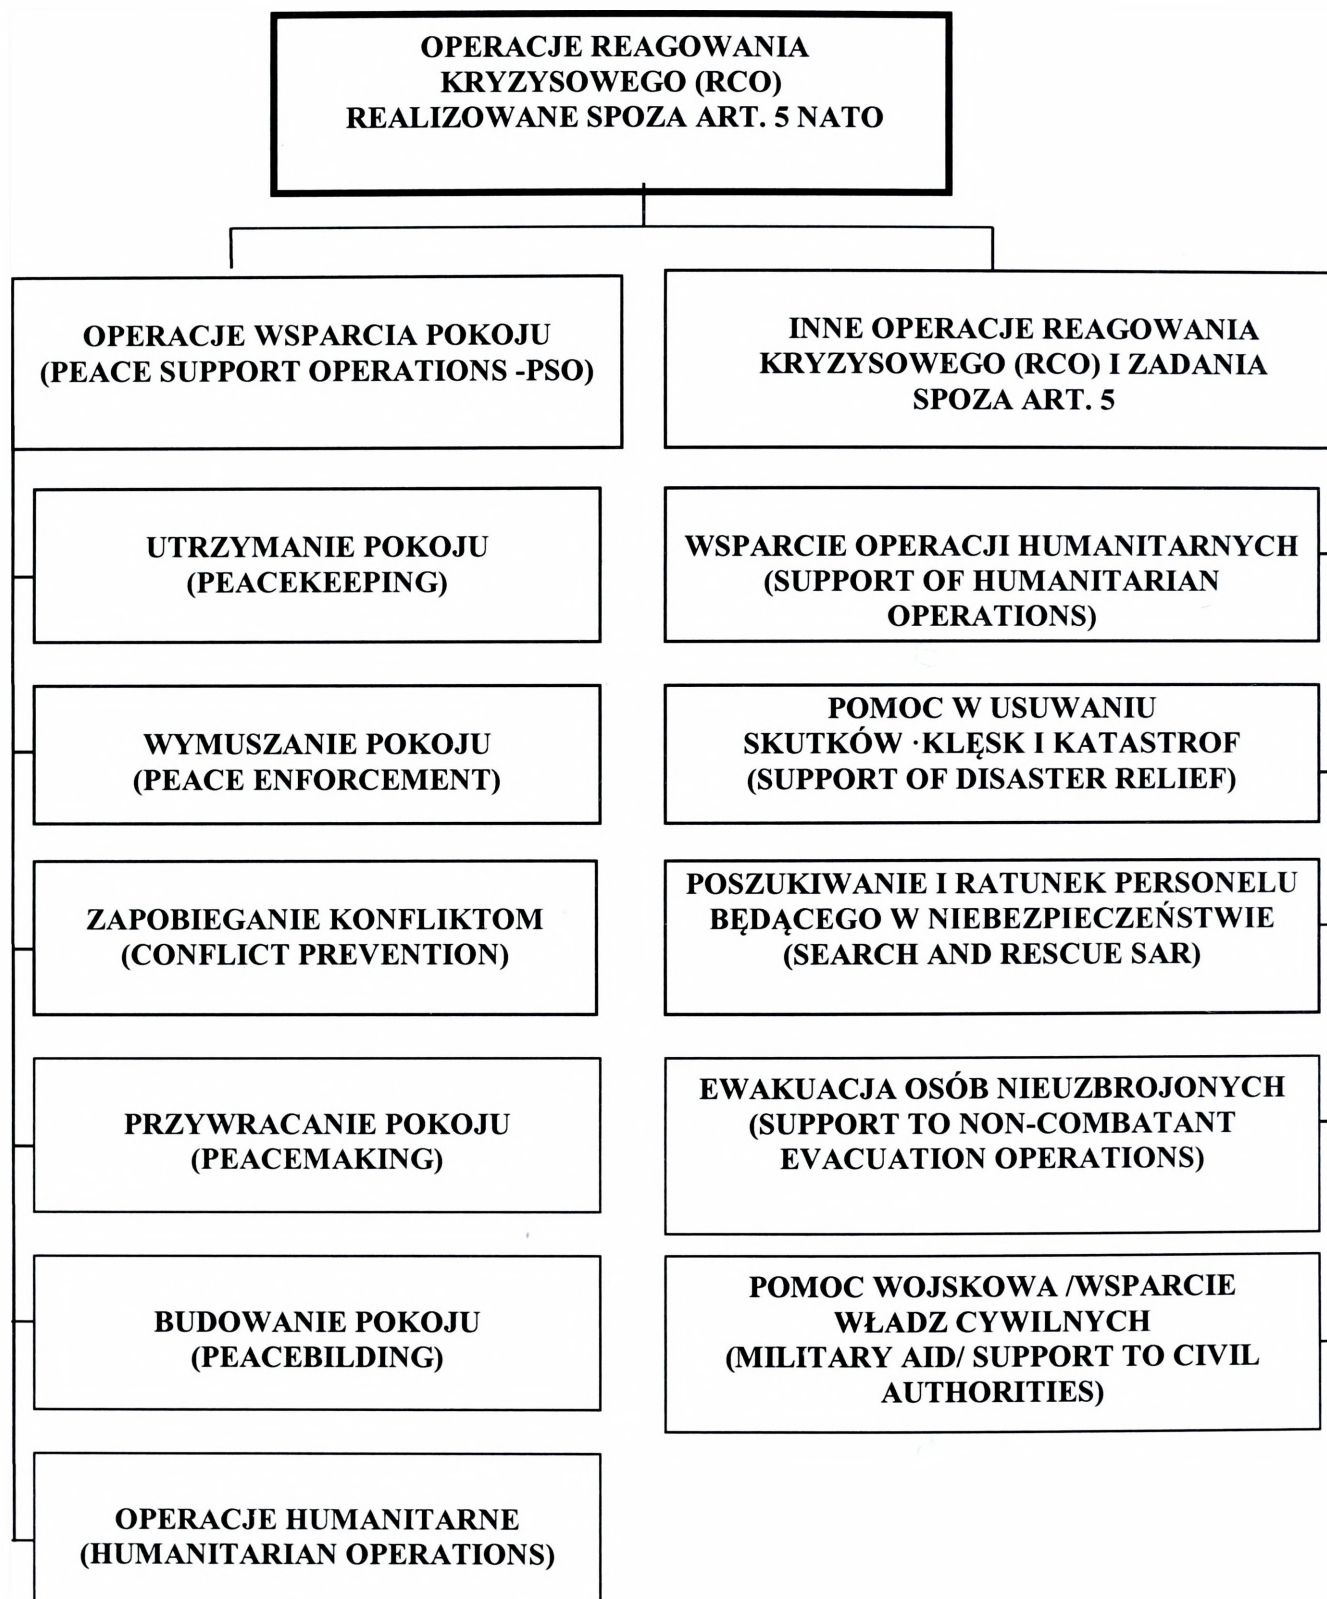 OPERACJE REAGOWANIA
KRYZYSOWEGO (RCO)
REALIZOWANE SPOZA ART. 5 NATO
OPERACJE WSPARCIA POKOJU
(PEACE SUPPORT OPERATIONS -PSO)
INNE OPERACJE REAGOWANIA
KRYZYSOWEGO (RCO) I ZADANIA
SPOZA ART. 5
UTRZYMANIE POKOJU
(PEACEKEEPING)
WYMUSZANIE POKOJU
(PEACE ENFORCEMENT)
ZAPOBIEGANIE KONFLIKTOM
(CONFLICT PREVENTION)
PRZYWRACANIE POKOJU
(PEACEMAKING)
BUDOWANIE POKOJU
(PEACEBILDING)
OPERACJE HUMANITARNE
(HUMANITARIAN OPERATIONS)
WSPARCIE OPERACJI HUMANITARNYCH
(SUPPORT OF HUMANITARIAN
OPERATIONS)
POMOC W USUWANIU
SKUTKÓW ·KLĘSK I KATASTROF
(SUPPORT OF DISASTER RELIEF)
POSZUKIWANIE I RATUNEK PERSONELU
BĘDĄCEGO W NIEBEZPIECZEŃSTWIE
(SEARCH AND RESCUE SAR)
EWAKUACJA OSÓB NIEUZBROJONYCH
(SUPPORT TO NON-COMBATANT
EVACUATION OPERATIONS)
POMOC WOJSKOWA /WSPARCIE
WŁADZ CYWILNYCH
(MILITARY AID/ SUPPORT TO CIVIL
AUTHORITIES)